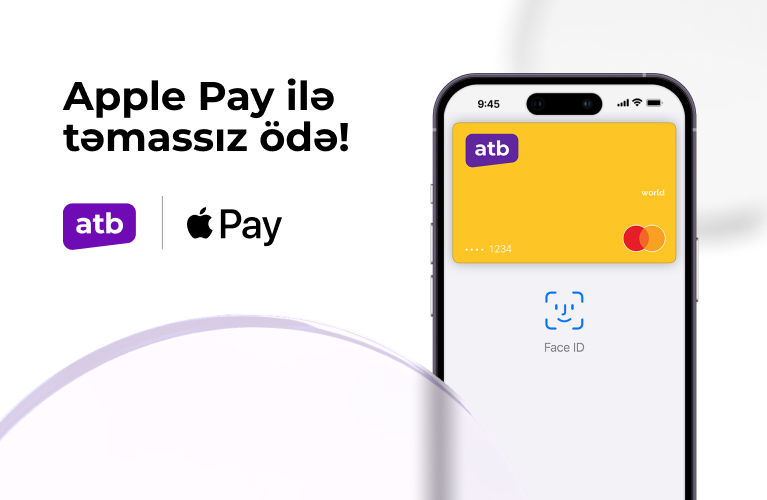 Apple Pay ilə
təmassız ödə!
atb
Pay
9:45
atb
world
•••• 1234
Face ID